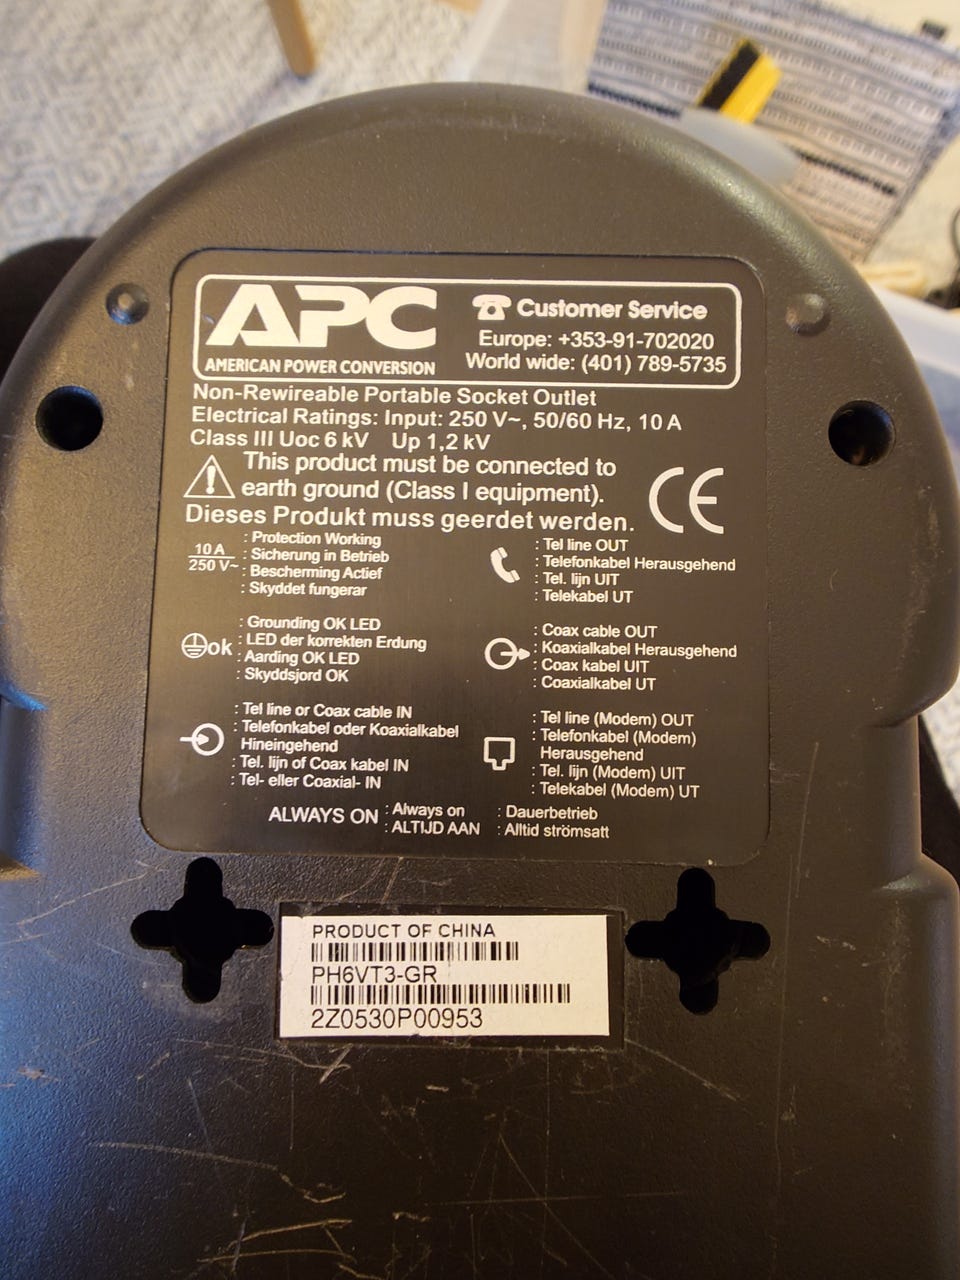 APC
AMERICAN POWER CONVERSION
Customer Service
Europe: +353-91-702020
World wide: (401) 789-5735
Non-Rewireable Portable Socket Outlet
Electrical Ratings: Input: 250 V~, 50/60 Hz, 10 A
Class III Uoc 6 kV Up 1,2 kV
This product must be connected to
earth ground (Class I equipment).
Dieses Produkt muss geerdet werden.
CE
10 A
250 V~
: Protection Working
: Sicherung in Betrieb
: Bescherming Actief
: Skyddet fungerar
: Tel line OUT
: Telefonkabel Herausgehend
: Tel. lijn UIT
: Telekabel UT
ok
: Grounding OK LED
: LED der korrekten Erdung
: Aarding OK LED
: Skyddsjord OK
: Coax cable OUT
: Koaxialkabel Herausgehend
: Coax kabel UIT
: Coaxialkabel UT
: Tel line or Coax cable IN
: Telefonkabel oder Koaxialkabel
Hineingehend
: Tel. lijn of Coax kabel IN
: Tel- eller Coaxial- IN
: Tel line (Modem) OUT
: Telefonkabel (Modem)
Herausgehend
: Tel. lijn (Modem) UIT
: Telekabel (Modem) UT
ALWAYS ON
: Always on
: ALTIJD AAN
: Dauerbetrieb
: Alltid strömsatt
PRODUCT OF CHINA
PH6VT3-GR
2Z0530P00953